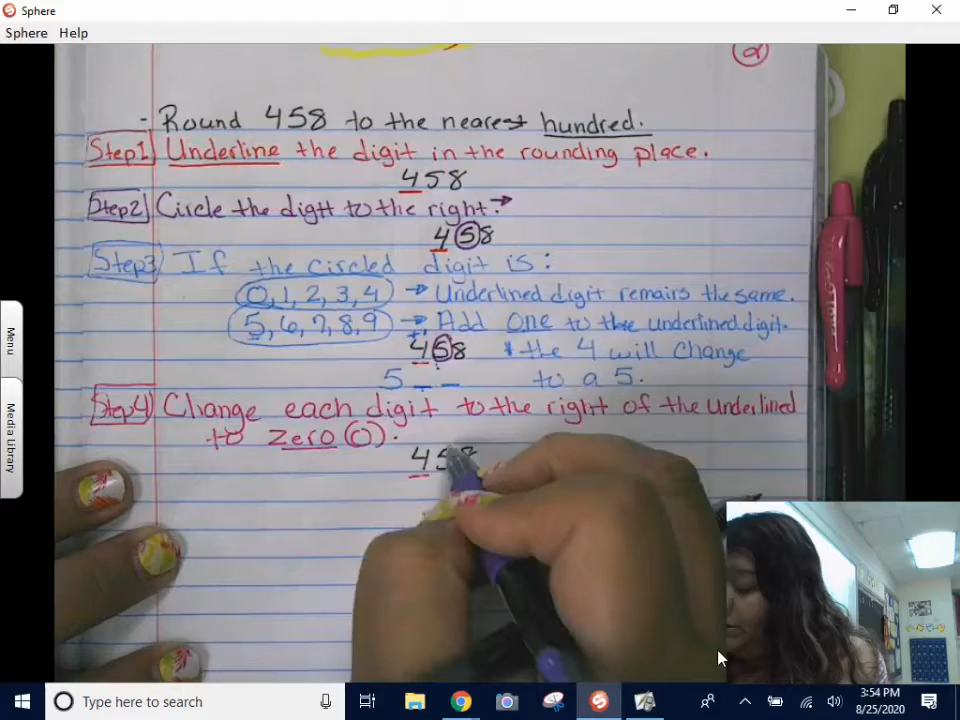 Sphere
Sphere Help
2
- Round 458 to the nearest hundred.
Step1 Underline the digit in the rounding place.
458
Step2 Circle the digit to the right.→
458
Step3 If the circled digit is:
0,1, 2, 3, 4 → Underlined digit remains the same.
5, 6, 7, 8, 9 → Add One to the underlined digit.
458 * the 4 will change
5 _ _ to a 5.
Step4 Change each digit to the right of the underlined
to zero (0).
458
Menu
Media Library
Type here to search
3:54 PM
8/25/2020